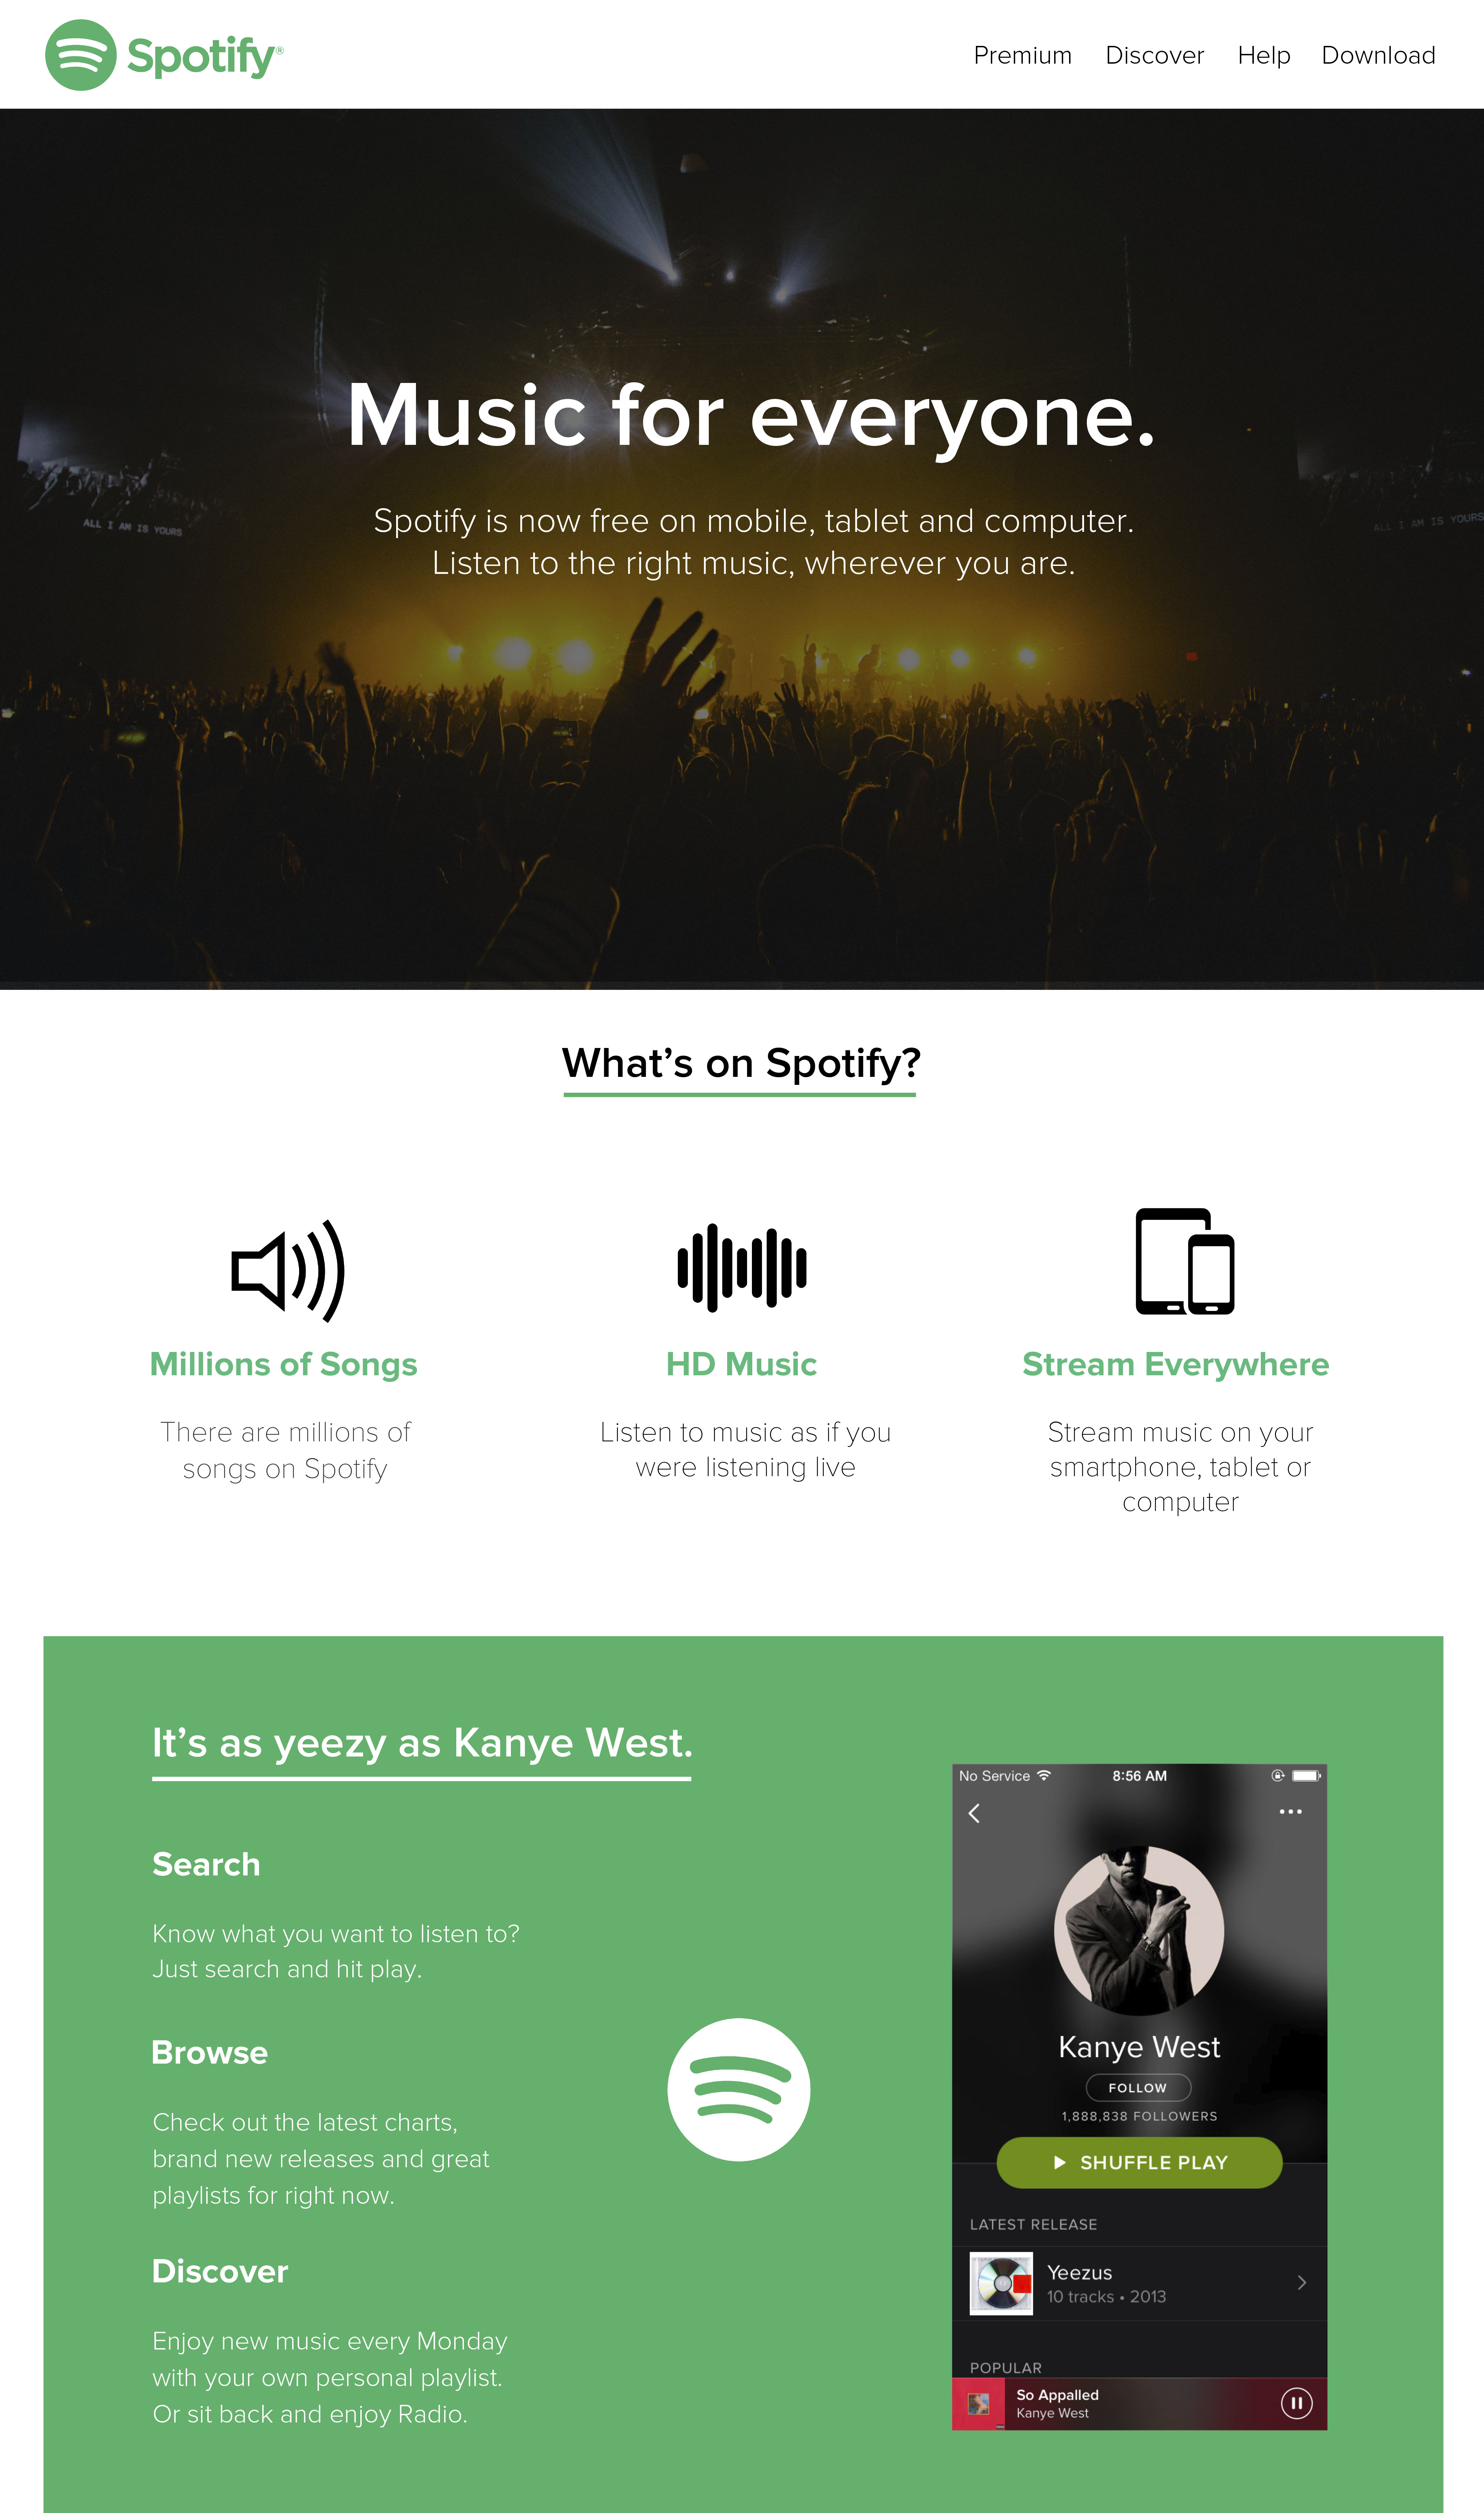 Spotify®
Premium Discover Help Download
Music for everyone.
Spotify is now free on mobile, tablet and computer.
Listen to the right music, wherever you are.
ALL I AM IS YOURS
ALL I AM IS YOURS
What’s on Spotify?
Millions of Songs
There are millions of
songs on Spotify
HD Music
Listen to music as if you
were listening live
Stream Everywhere
Stream music on your
smartphone, tablet or
computer
It’s as yeezy as Kanye West.
Search
Know what you want to listen to?
Just search and hit play.
Browse
Check out the latest charts,
brand new releases and great
playlists for right now.
Discover
Enjoy new music every Monday
with your own personal playlist.
Or sit back and enjoy Radio.
No Service 8:56 AM
Kanye West
FOLLOW
1,888,838 FOLLOWERS
SHUFFLE PLAY
LATEST RELEASE
Yeezus
10 tracks • 2013
POPULAR
So Appalled
Kanye West